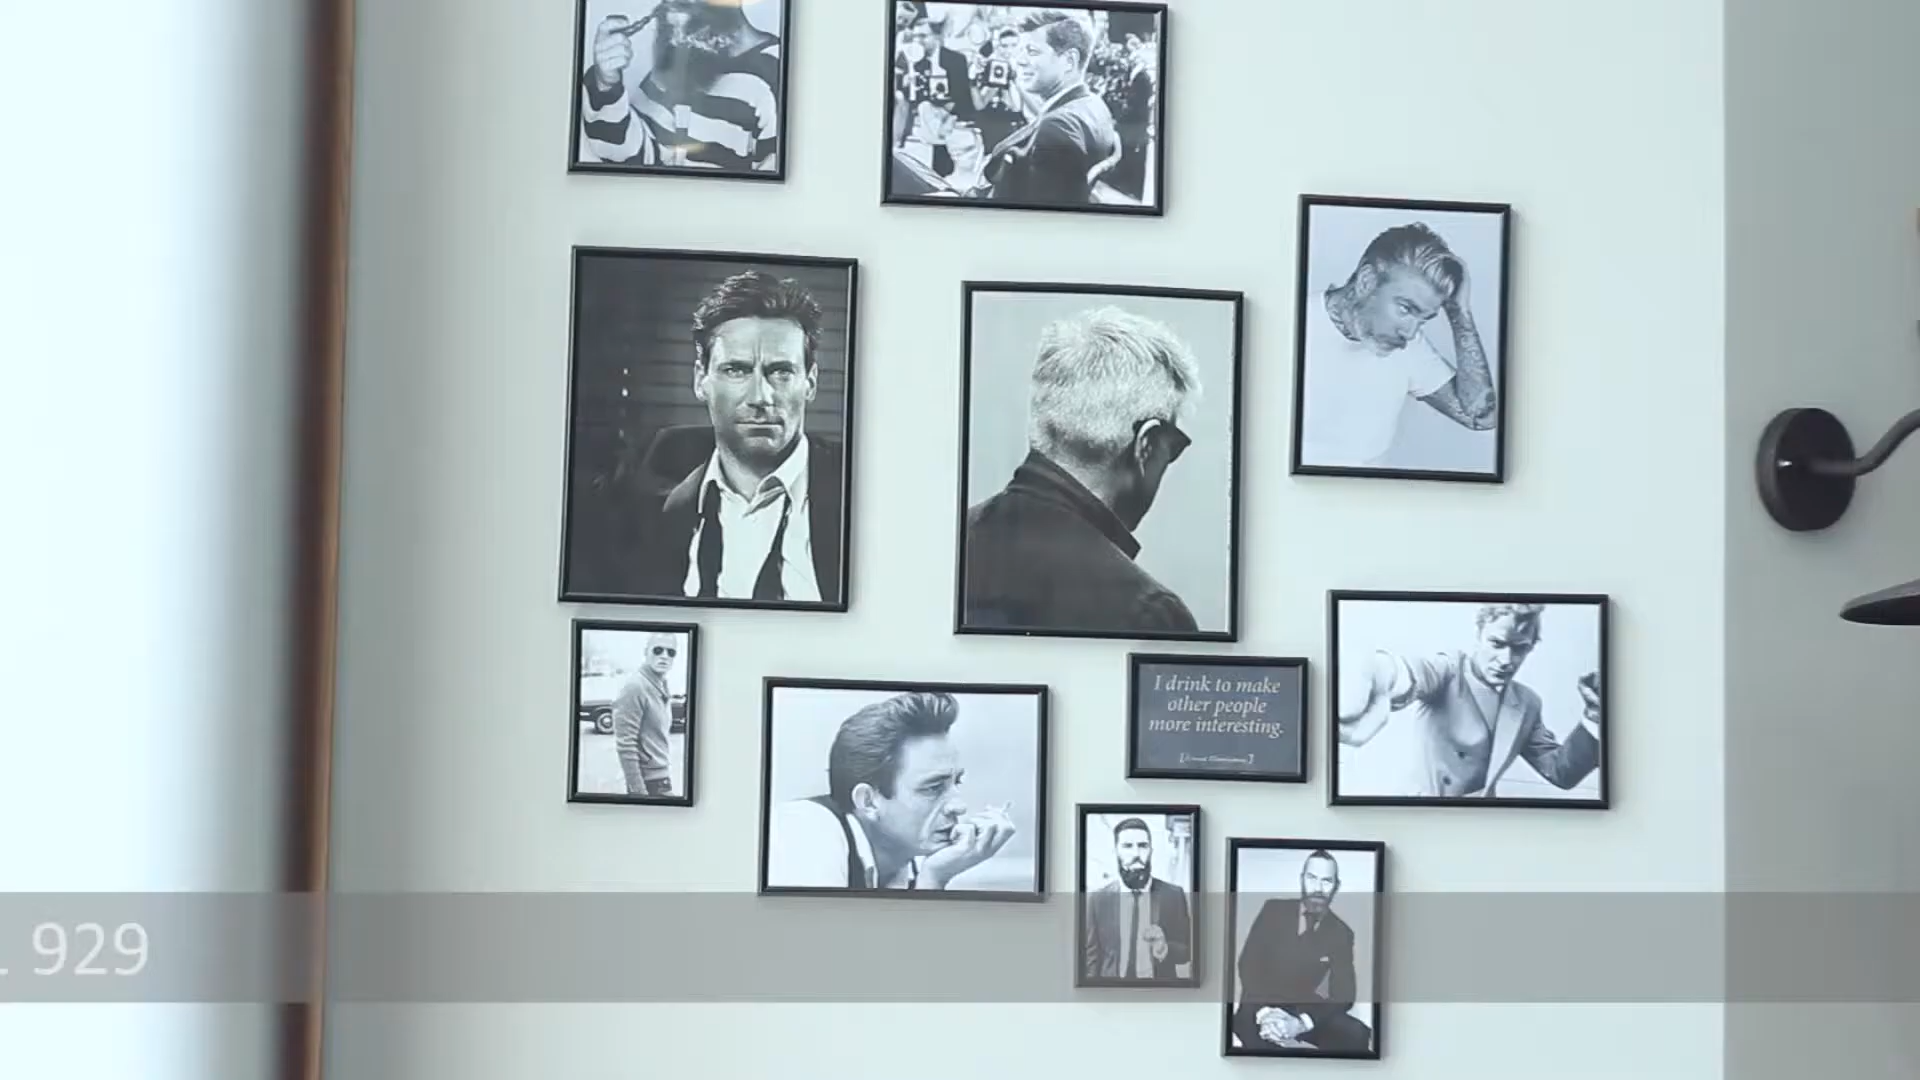 I drink to make
other people
more interesting.
929